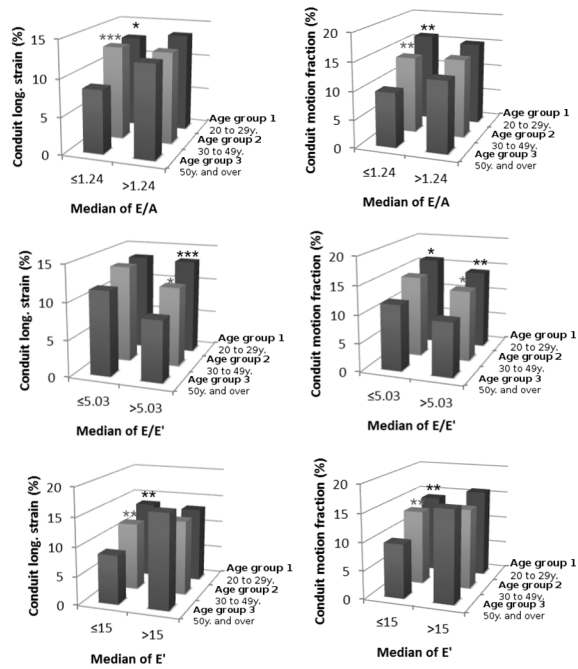 Conduit long. strain (%)
15
10
5
0
***
*
≤1.24
>1.24
Age group 1
20 to 29y.
Age group 2
30 to 49y.
Age group 3
50y. and over
Median of E/A
Conduit motion fraction (%)
20
15
10
5
0
**
**
≤1.24
>1.24
Age group 1
20 to 29y.
Age group 2
30 to 49y.
Age group 3
50y. and over
Median of E/A
Conduit long. strain (%)
15
10
5
0
*
***
≤5.03
>5.03
Age group 1
20 to 29y.
Age group 2
30 to 49y.
Age group 3
50y. and over
Median of E/E'
Conduit motion fraction (%)
20
15
10
5
0
*
*
**
≤5.03
>5.03
Age group 1
20 to 29y.
Age group 2
30 to 49y.
Age group 3
50y. and over
Median of E/E'
Conduit long. strain (%)
20
15
10
5
0
**
**
≤15
>15
Age group 1
20 to 29y.
Age group 2
30 to 49y.
Age group 3
50y. and over
Median of E'
Conduit motion fraction (%)
20
15
10
5
0
**
**
≤15
>15
Age group 1
20 to 29y.
Age group 2
30 to 49y.
Age group 3
50y. and over
Median of E'